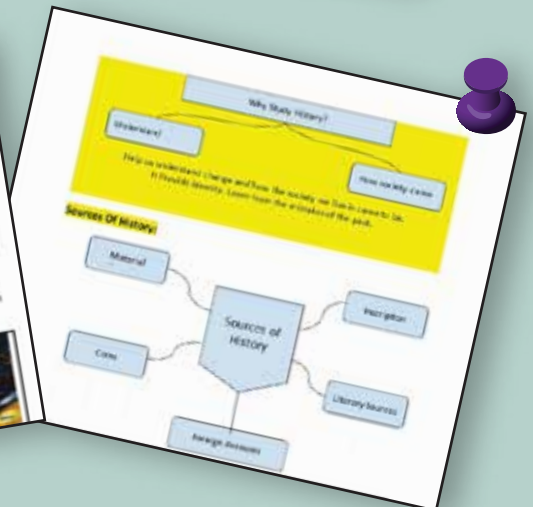 Why Study History?
Understand
How society came
Help us understand change and how the society we live in came to be.
It Provide identity. Learn from the mistakes of the past.
Sources Of History:
Material
Inscription
Sources of
History
Coins
Literary Sources
Foreign Accounts